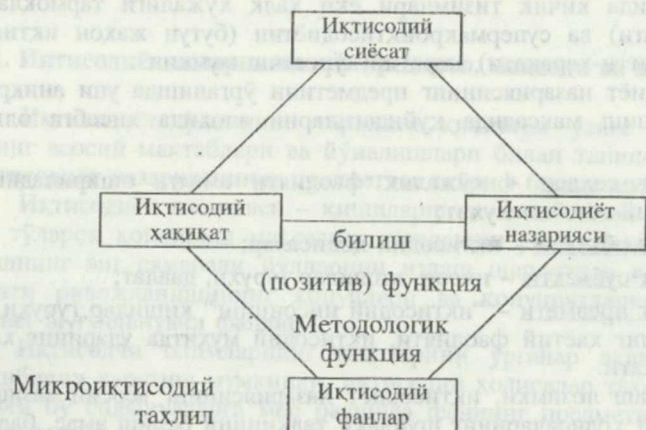 Иқтисодий
сиёсат
Иқтисодий
ҳақиқат
билиш
Иқтисодиёт
назарияси
(позитив) функция
Методологик
функция
Микроиқтисодий
таҳлил
Иқтисодий
фанлар